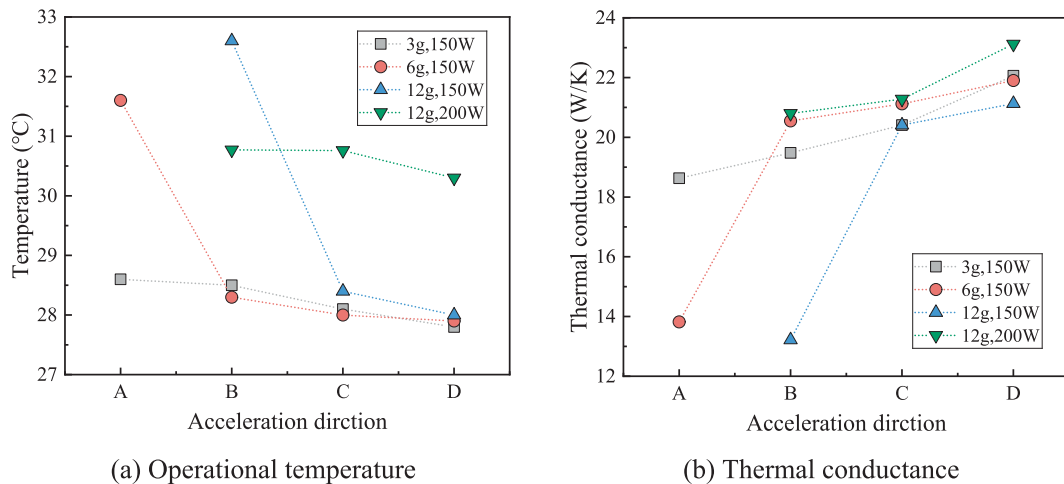 33
32
31
30
29
28
27
Temperature (℃)
3g,150W
6g,150W
12g,150W
12g,200W
A B C D
Acceleration dirction
(a) Operational temperature
24
22
20
18
16
14
12
Thermal conductance (W/K)
3g,150W
6g,150W
12g,150W
12g,200W
A B C D
Acceleration dirction
(b) Thermal conductance